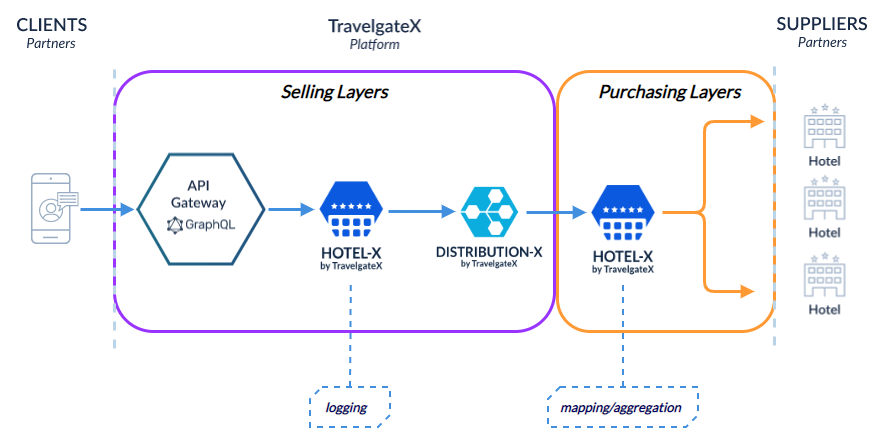 CLIENTS
Partners
TravelgateX
Platform
SUPPLIERS
Partners
Selling Layers
Purchasing Layers
API
Gateway
GraphQL
HOTEL-X
by TravelgateX
DISTRIBUTION-X
by TravelgateX
HOTEL-X
by TravelgateX
Hotel
Hotel
Hotel
logging
mapping/aggregation